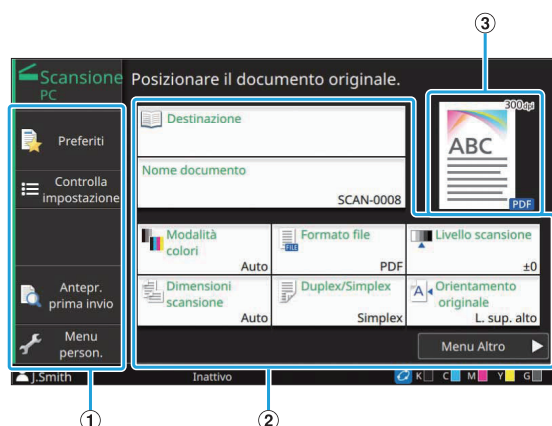 ③
Scansione
PC
Posizionare il documento originale.
300dpi
ABC
PDF
Preferiti
Controlla
impostazione
Antepr.
prima invio
Menu
person.
Destinazione
Nome documento
SCAN-0008
Modalità
colori
Auto
Formato file
FILE
PDF
Livello scansione
±0
Dimensioni
scansione
Auto
Duplex/Simplex
Simplex
A
Orientamento
originale
L. sup. alto
Menu Altro
J.Smith
Inattivo
K C M Y G
① ②